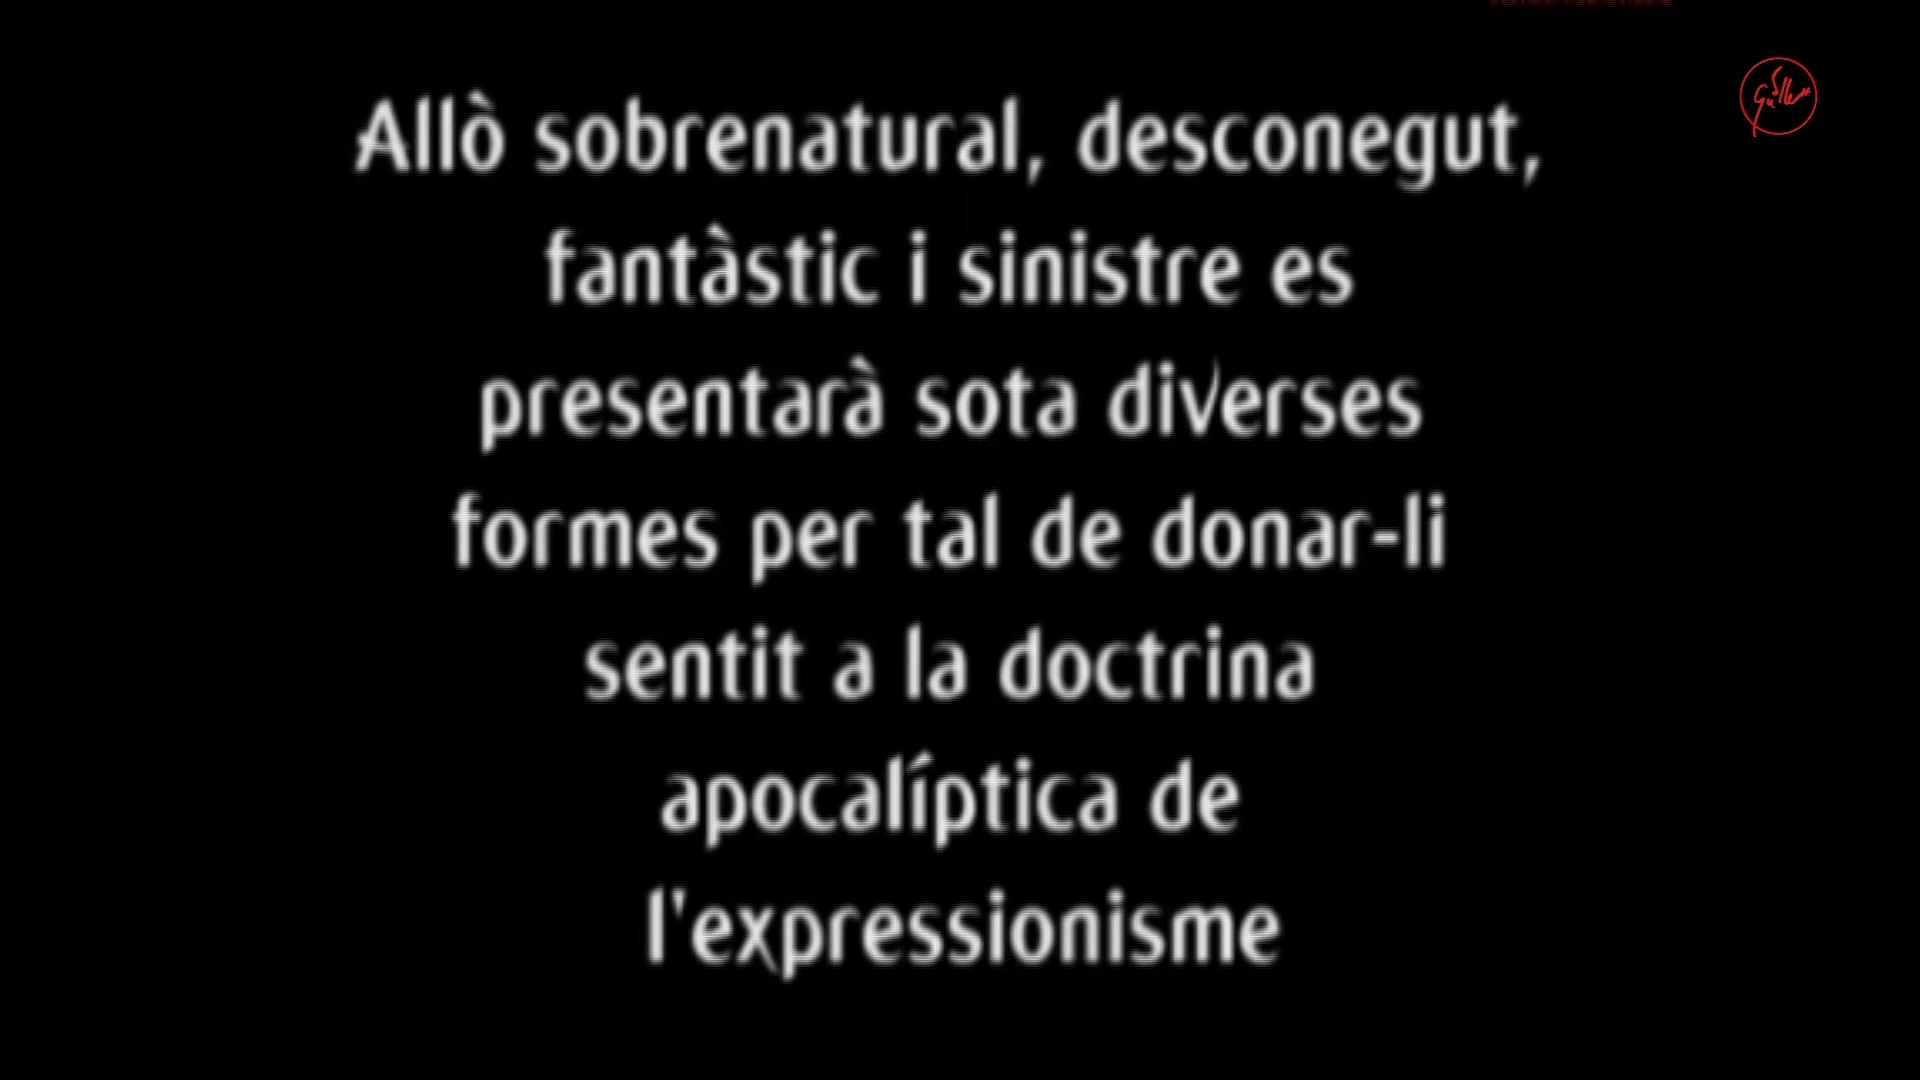 Allò sobrenatural, desconegut,
fantàstic i sinistre es
presentarà sota diverses
formes per tal de donar-li
sentit a la doctrina
apocalíptica de
l'expressionisme